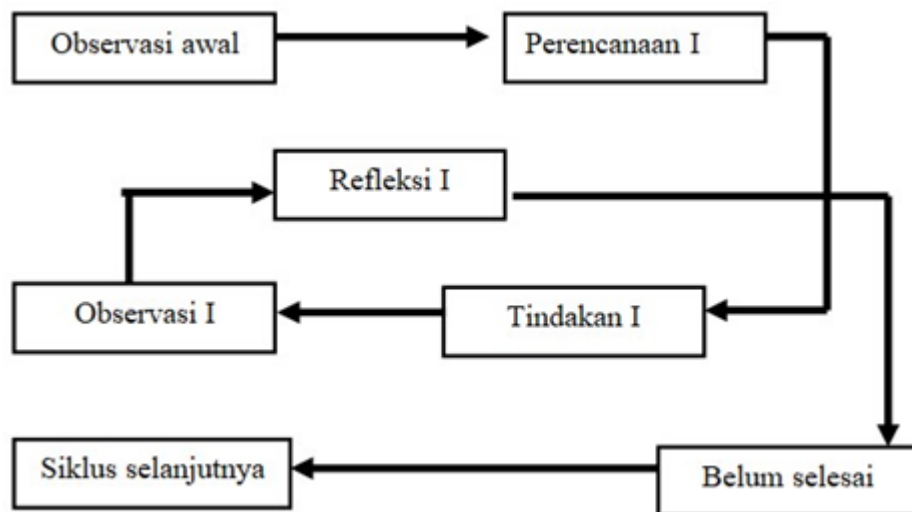 Observasi awal
Perencanaan I
Refleksi I
Observasi I
Tindakan I
Siklus selanjutnya
Belum selesai